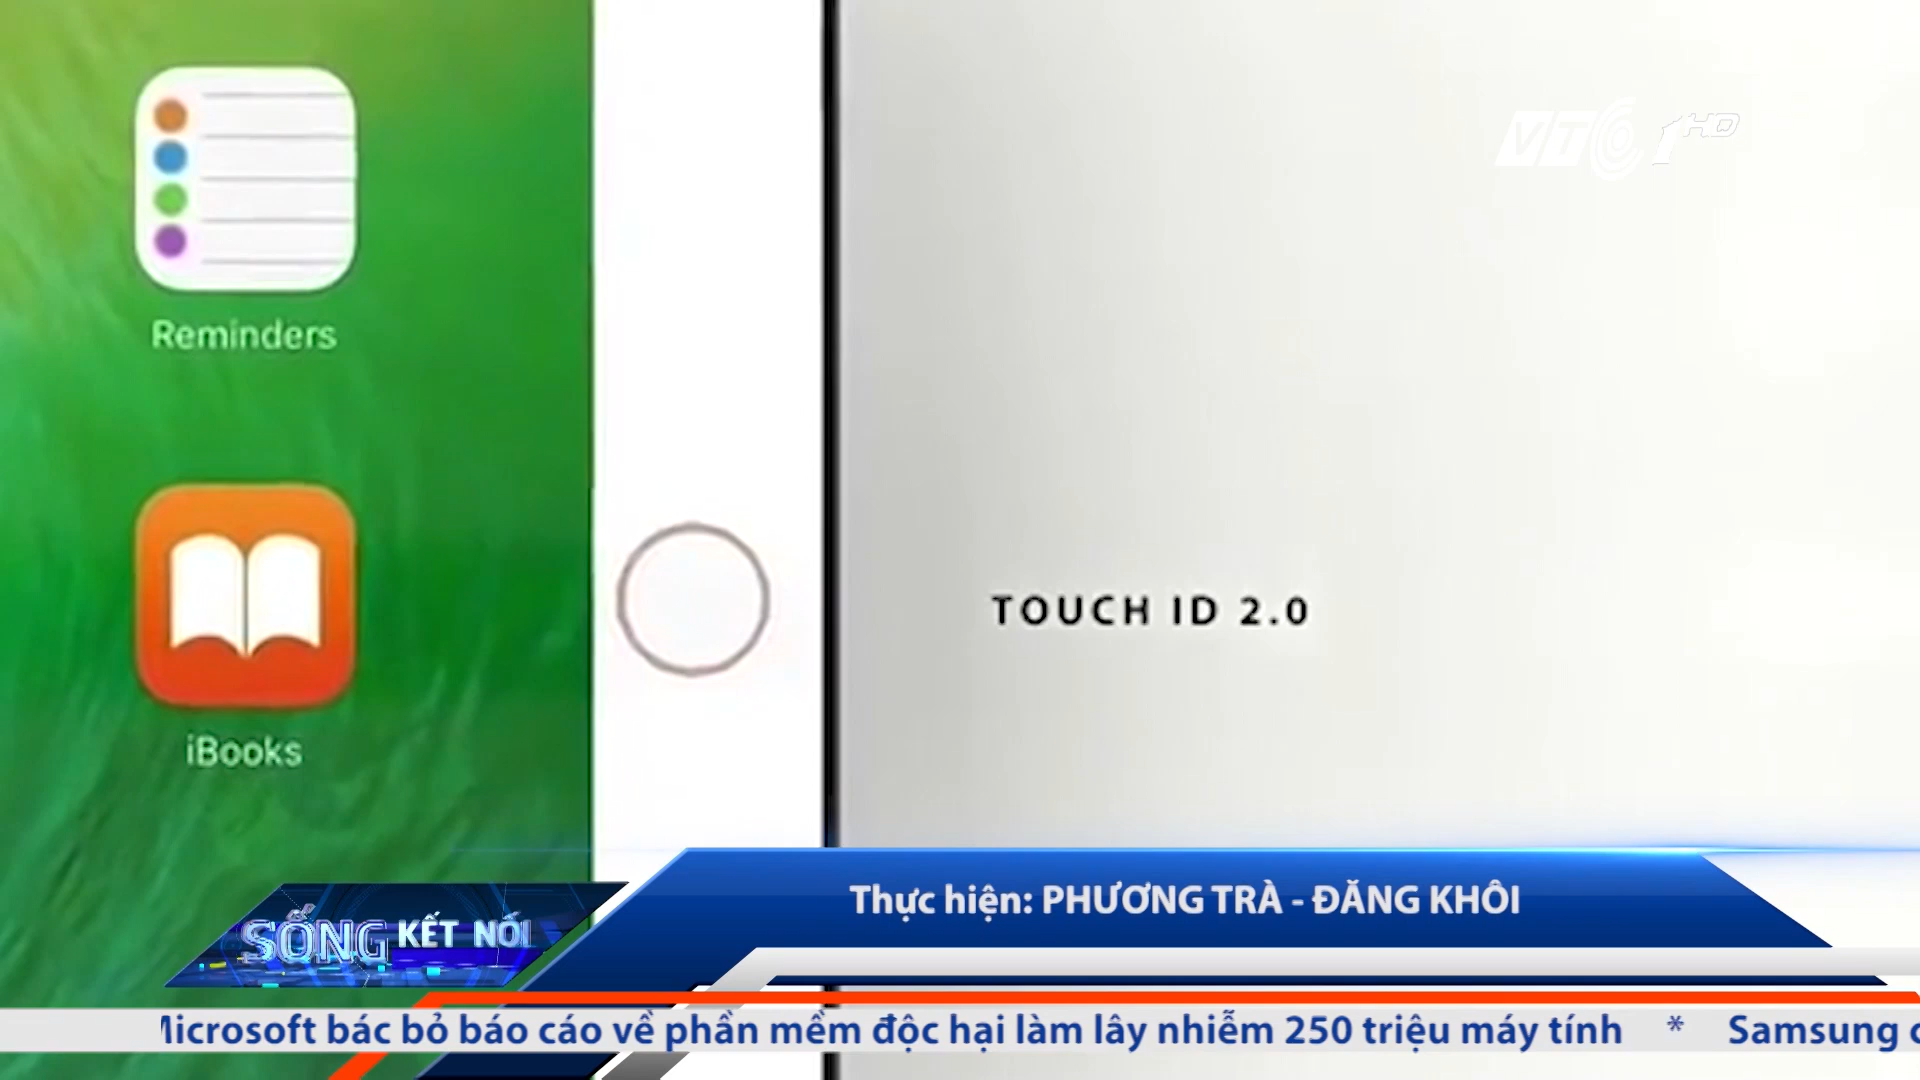 VTC1 HD
Reminders
iBooks
TOUCH ID 2.0
Thực hiện: PHƯƠNG TRÀ - ĐĂNG KHÔI
SỐNG KẾT NỐI
Microsoft bác bỏ báo cáo về phần mềm độc hại làm lây nhiễm 250 triệu máy tính * Samsung